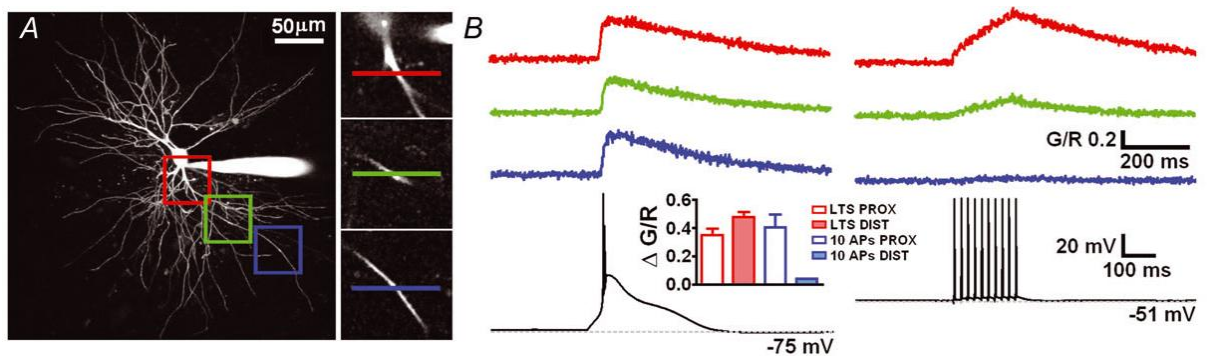 A
50μm
B
G/R 0.2
200 ms
0.6
0.4
0.2
0.0
Δ G/R
LTS PROX
LTS DIST
10 APs PROX
10 APs DIST
20 mV
100 ms
-75 mV
-51 mV